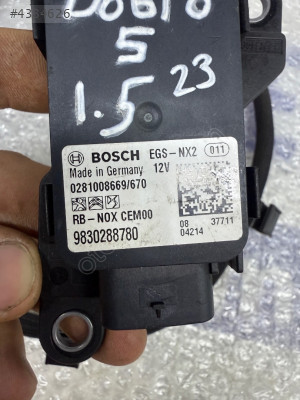 DOBLO
5
1.5 23
BOSCH EGS-NX2 011
Made in Germany 12V
0281008669/670
RB-NOX CEM00
9830288780
08 37711
04214